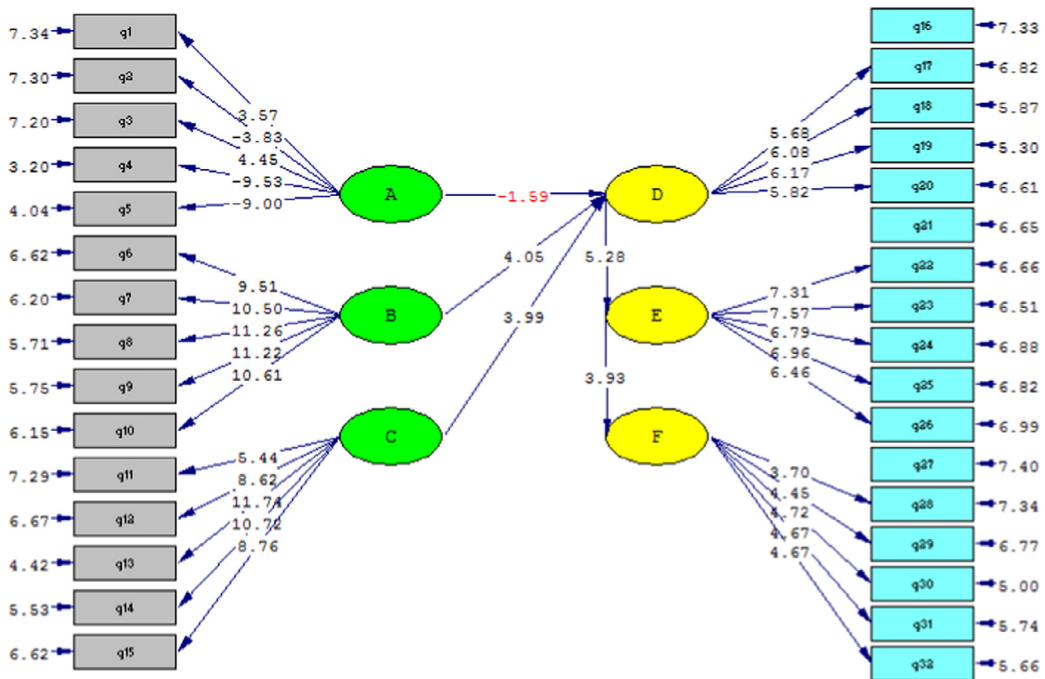 7.34 q1
7.30 q2
7.20 q3
3.20 q4
4.04 q5
6.62 q6
6.20 q7
5.71 q8
5.75 q9
6.15 q10
7.29 q11
6.67 q12
4.42 q13
5.53 q14
6.62 q15
3.57
-3.83
4.45
-9.53
-9.00
9.51
10.50
11.26
11.22
10.61
5.44
8.62
11.74
10.72
8.76
A
B
C
-1.59
4.05
3.99
5.28
3.93
D
E
F
5.68
6.08
6.17
5.82
7.31
7.57
6.79
6.96
6.46
3.70
4.45
4.72
4.67
4.67
q16 7.33
q17 6.82
q18 5.87
q19 5.30
q20 6.61
q21 6.65
q22 6.66
q23 6.51
q24 6.88
q25 6.82
q26 6.99
q27 7.40
q28 7.34
q29 6.77
q30 5.00
q31 5.74
q32 5.66